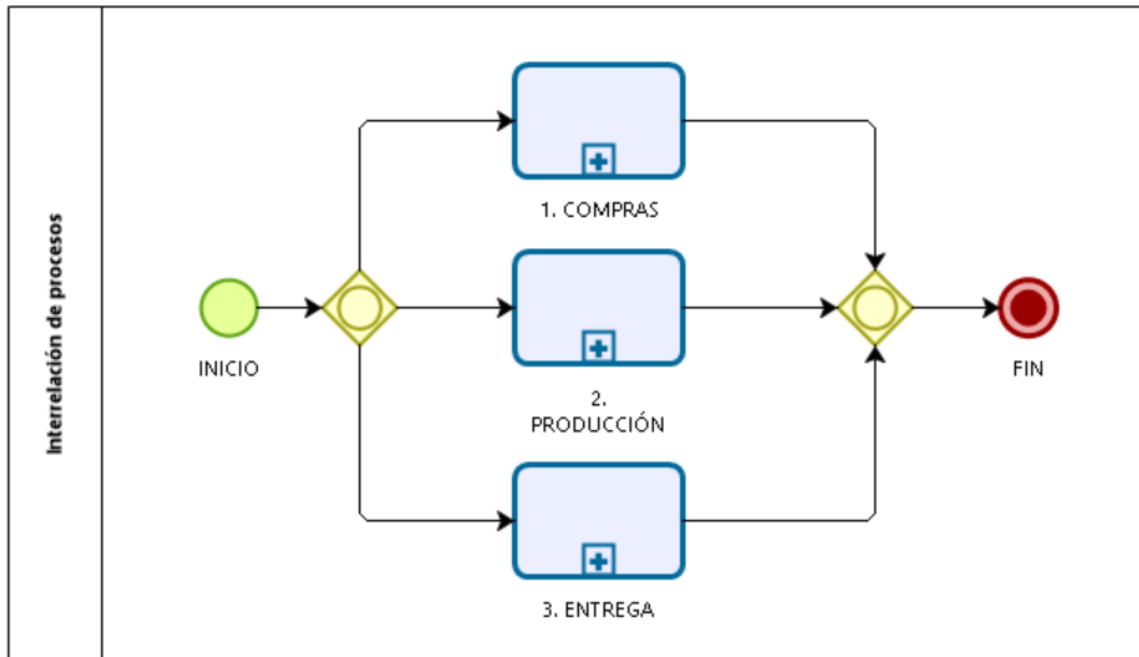 Interrelación de procesos
INICIO
1. COMPRAS
2.
PRODUCCIÓN
3. ENTREGA
FIN